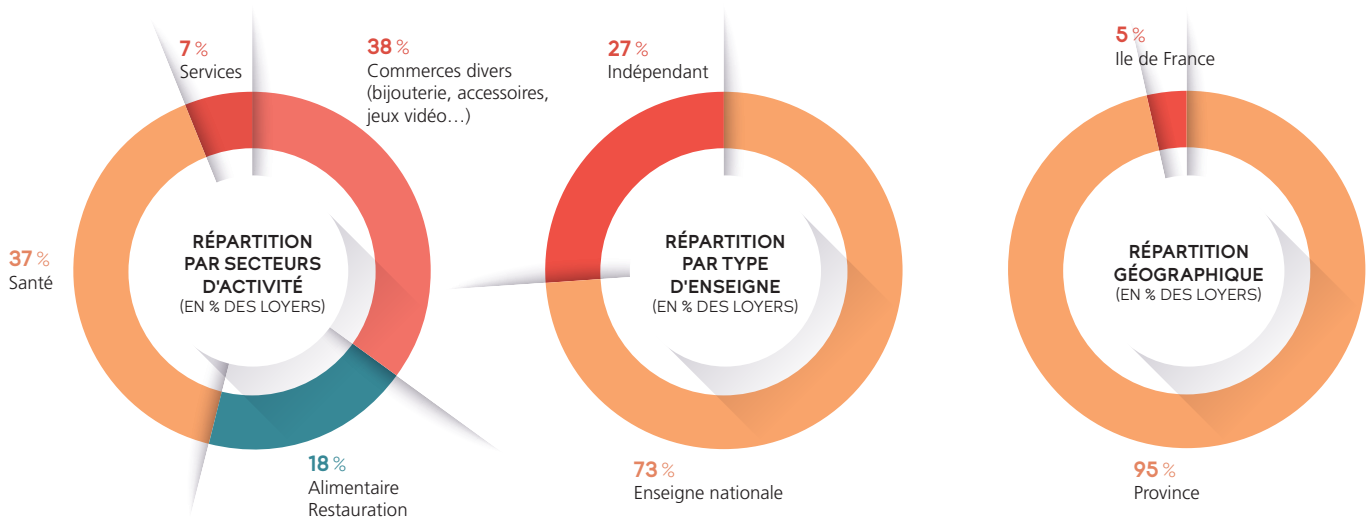 7 %
Services
38 %
Commerces divers
(bijouterie, accessoires,
jeux vidéo…)
37 %
Santé
18 %
Alimentaire
Restauration
RÉPARTITION
PAR SECTEURS
D'ACTIVITÉ
(EN % DES LOYERS)
27 %
Indépendant
RÉPARTITION
PAR TYPE
D'ENSEIGNE
(EN % DES LOYERS)
73 %
Enseigne nationale
5 %
Ile de France
RÉPARTITION
GÉOGRAPHIQUE
(EN % DES LOYERS)
95 %
Province